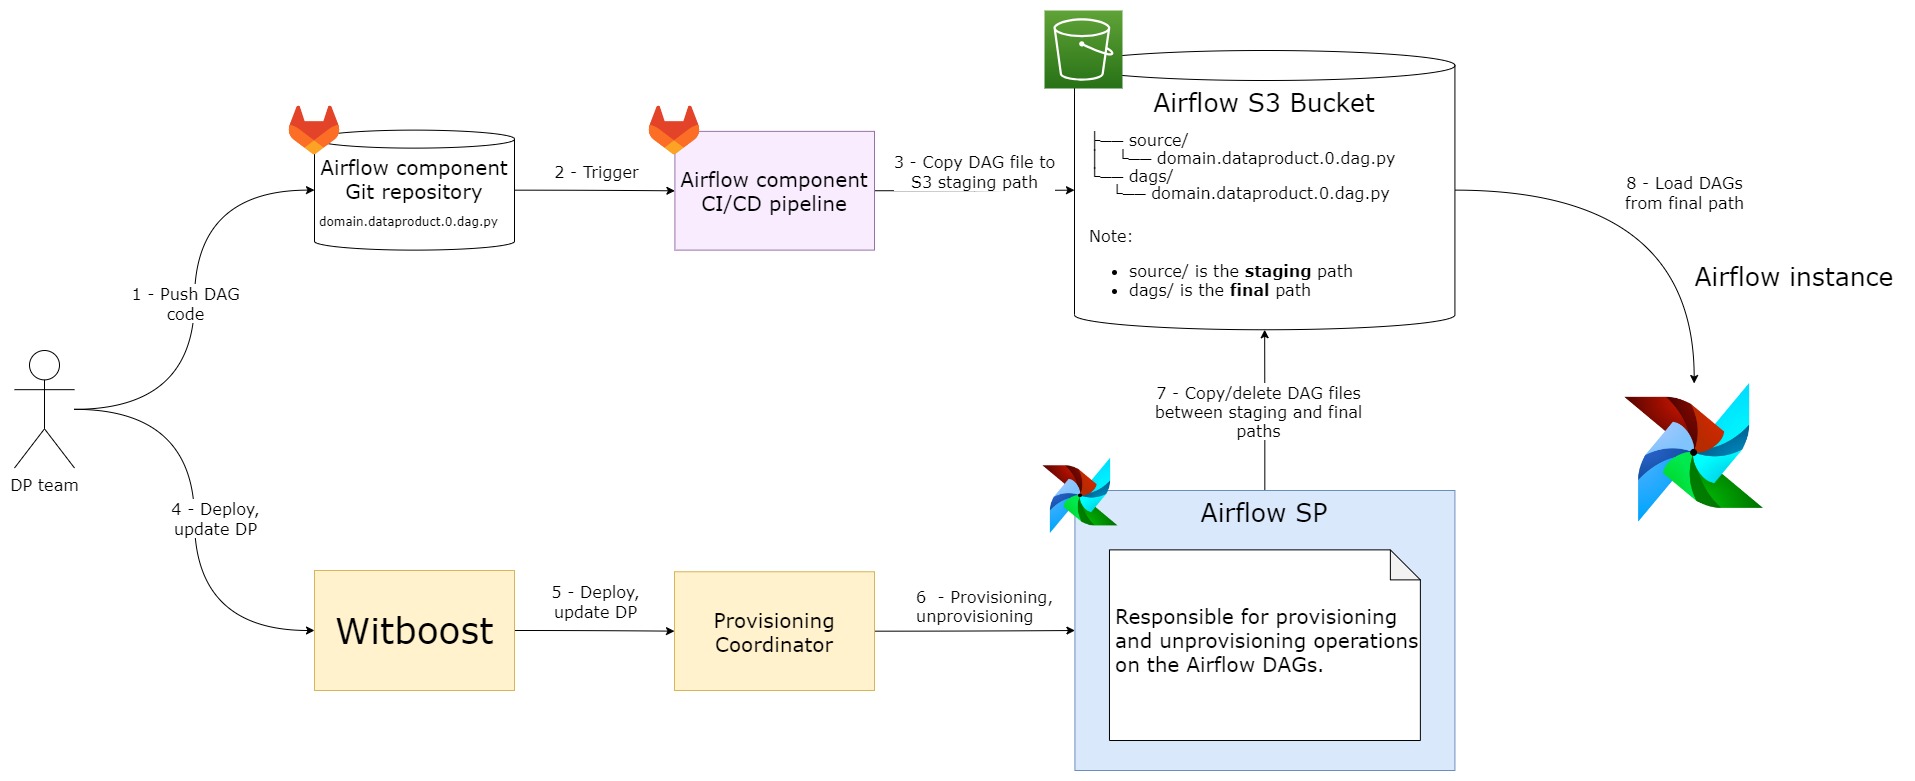 Airflow S3 Bucket
source/
domain.dataproduct.0.dag.py
dags/
domain.dataproduct.0.dag.py
Note:
source/ is the staging path
dags/ is the final path
Airflow component
Git repository
domain.dataproduct.0.dag.py
2 - Trigger
Airflow component
CI/CD pipeline
3 - Copy DAG file to
S3 staging path
8 - Load DAGs
from final path
Airflow instance
1 - Push DAG
code
DP team
4 - Deploy,
update DP
7 - Copy/delete DAG files
between staging and final
paths
Witboost
5 - Deploy,
update DP
Provisioning
Coordinator
6 - Provisioning,
unprovisioning
Airflow SP
Responsible for provisioning
and unprovisioning operations
on the Airflow DAGs.